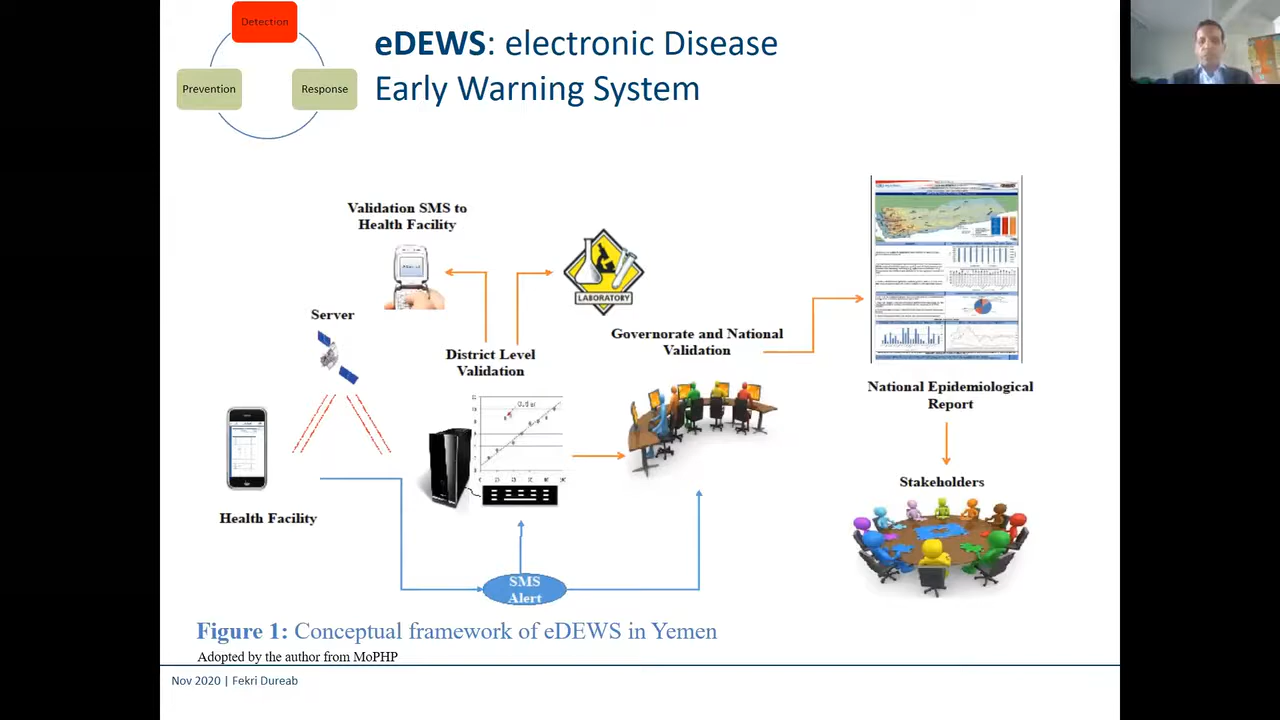 Detection
Prevention
Response
eDEWS: electronic Disease
Early Warning System
Validation SMS to
Health Facility
LABORATORY
Server
District Level
Validation
Governorate and National
Validation
National Epidemiological
Report
Stakeholders
Health Facility
SMS
Alert
Figure 1: Conceptual framework of eDEWS in Yemen
Adopted by the author from MoPHP
Nov 2020 | Fekri Dureab